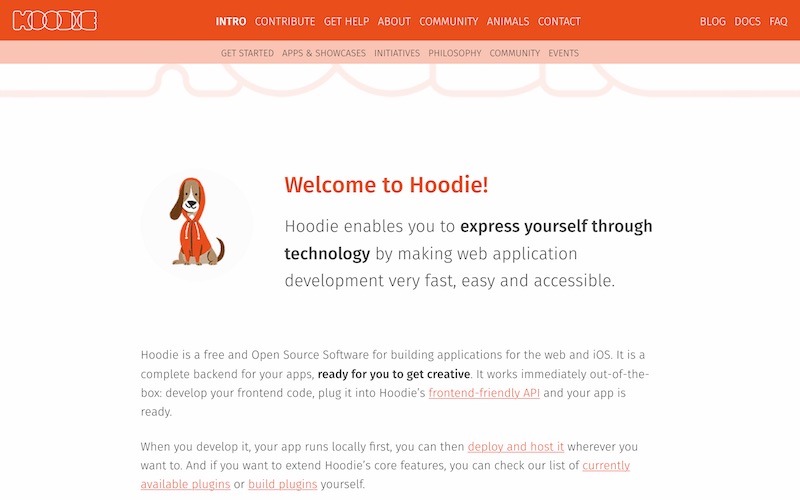 HOODIE
INTRO CONTRIBUTE GET HELP ABOUT COMMUNITY ANIMALS CONTACT
BLOG DOCS FAQ
GET STARTED APPS & SHOWCASES INITIATIVES PHILOSOPHY COMMUNITY EVENTS
Welcome to Hoodie!
Hoodie enables you to express yourself through
technology by making web application
development very fast, easy and accessible.
Hoodie is a free and Open Source Software for building applications for the web and iOS. It is a
complete backend for your apps, ready for you to get creative. It works immediately out-of-the-
box: develop your frontend code, plug it into Hoodie's frontend-friendly API and your app is
ready.
When you develop it, your app runs locally first, you can then deploy and host it wherever you
want to. And if you want to extend Hoodie's core features, you can check our list of currently
available plugins or build plugins yourself.